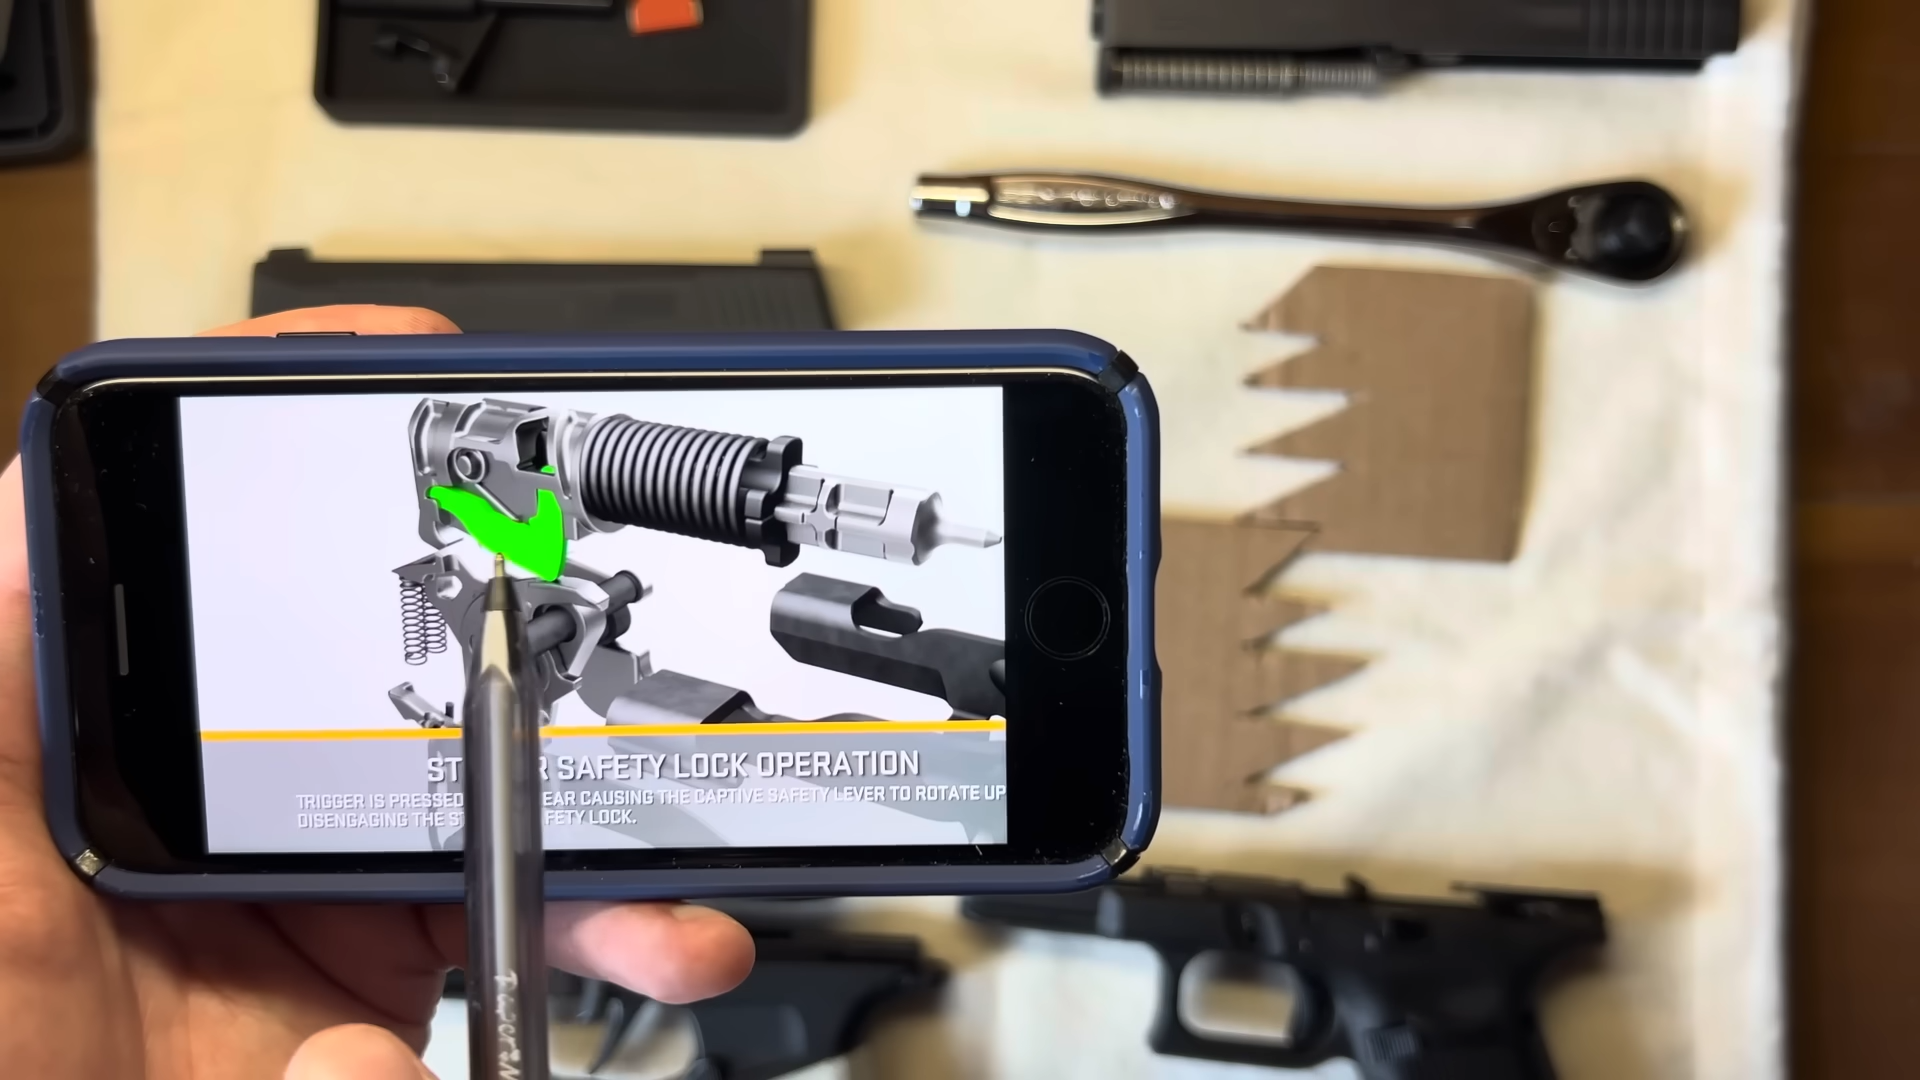 ST R SAFETY LOCK OPERATION
TRIGGER IS PRESSED EAR CAUSING THE CAPTIVE SAFETY LEVER TO ROTATE UP
DISENGAGING THE S FETY LOCK.